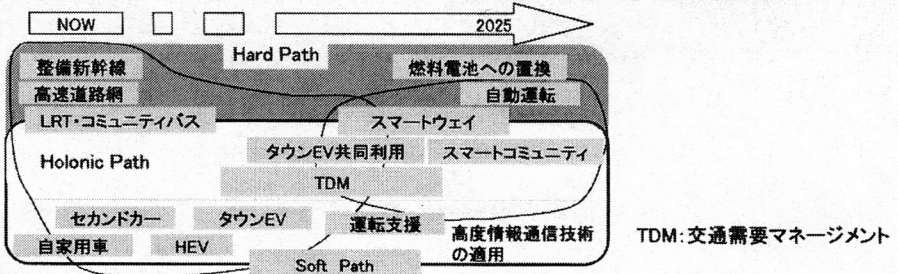 NOW
2025
Hard Path
整備新幹線
燃料電池への置換
高速道路網
自動運転
LRT・コミュニティバス
スマートウェイ
Holonic Path
タウンEV共同利用
スマートコミュニティ
TDM
セカンドカー
タウンEV
運転支援
高度情報通信技術
の適用
自家用車
HEV
Soft Path
TDM:交通需要マネージメント